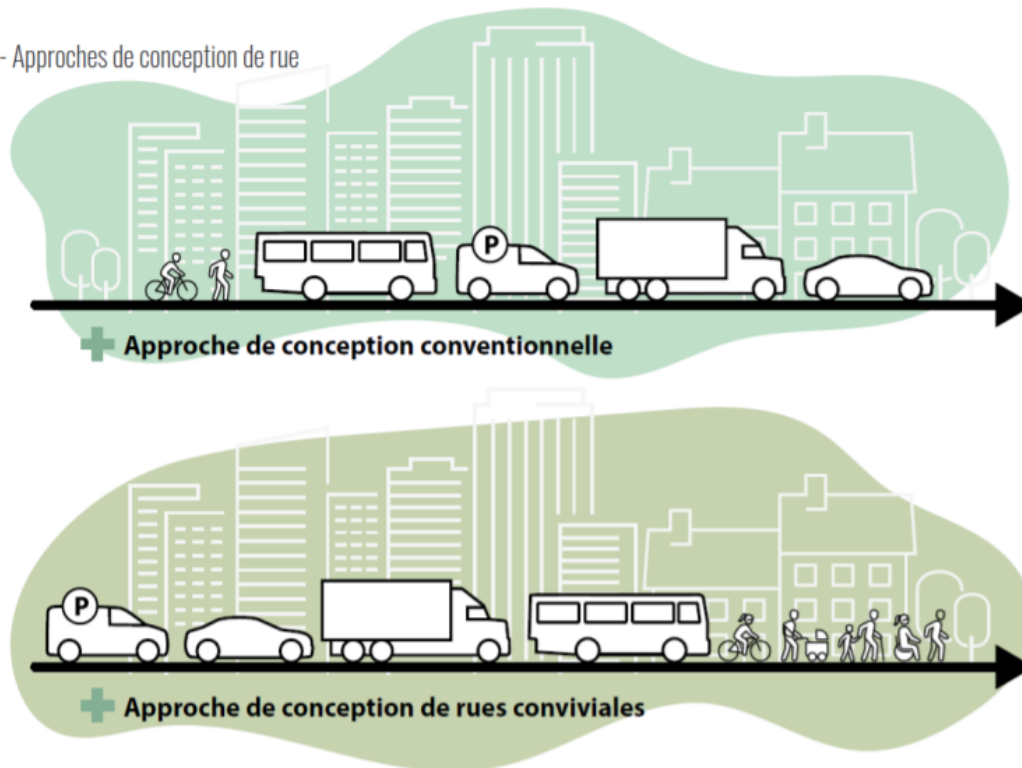 - Approches de conception de rue
P
Approche de conception conventionnelle
P
Approche de conception de rues conviviales